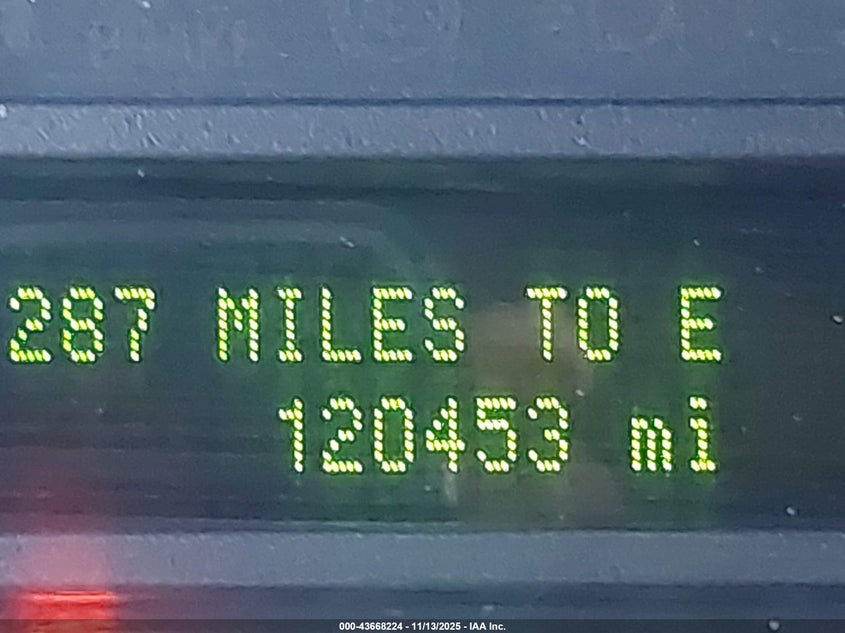 287 MILES TO E
120453 mi
000-43668224 - 11/13/2025 - IAA Inc.